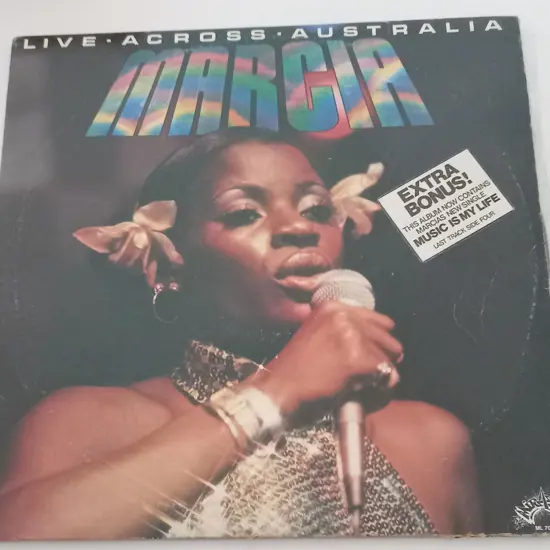 LIVE · ACROSS · AUSTRALIA
MARCIA
EXTRA
BONUS!
THIS ALBUM NOW CONTAINS
MARCIAS NEW SINGLE
MUSIC IS MY LIFE
LAST TRACK SIDE FOUR